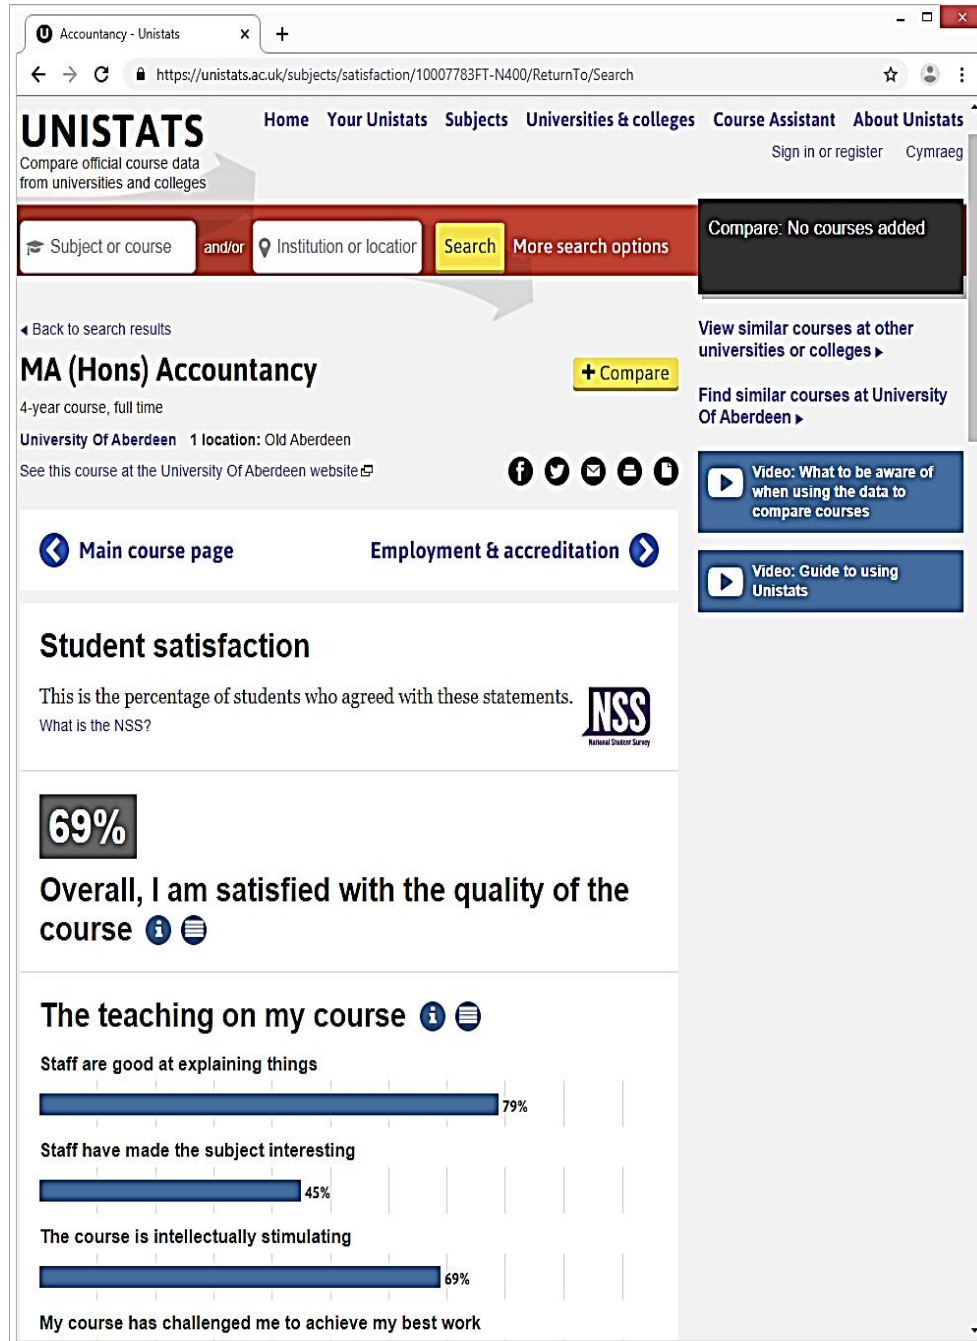 Accountancy - Unistats
https://unistats.ac.uk/subjects/satisfaction/10007783FT-N400/ReturnTo/Search
UNISTATS
Compare official course data
from universities and colleges
Home Your Unistats Subjects Universities & colleges Course Assistant About Unistats
Sign in or register Cymraeg
Subject or course and/or Institution or location Search More search options
Compare: No courses added
Back to search results
MA (Hons) Accountancy
+ Compare
4-year course, full time
University Of Aberdeen 1 location: Old Aberdeen
See this course at the University Of Aberdeen website
View similar courses at other
universities or colleges
Find similar courses at University
Of Aberdeen
Video: What to be aware of
when using the data to
compare courses
Video: Guide to using
Unistats
Main course page Employment & accreditation
Student satisfaction
This is the percentage of students who agreed with these statements.
What is the NSS?
NSS
National Student Survey
69%
Overall, I am satisfied with the quality of the
course
The teaching on my course
Staff are good at explaining things
79%
Staff have made the subject interesting
45%
The course is intellectually stimulating
69%
My course has challenged me to achieve my best work